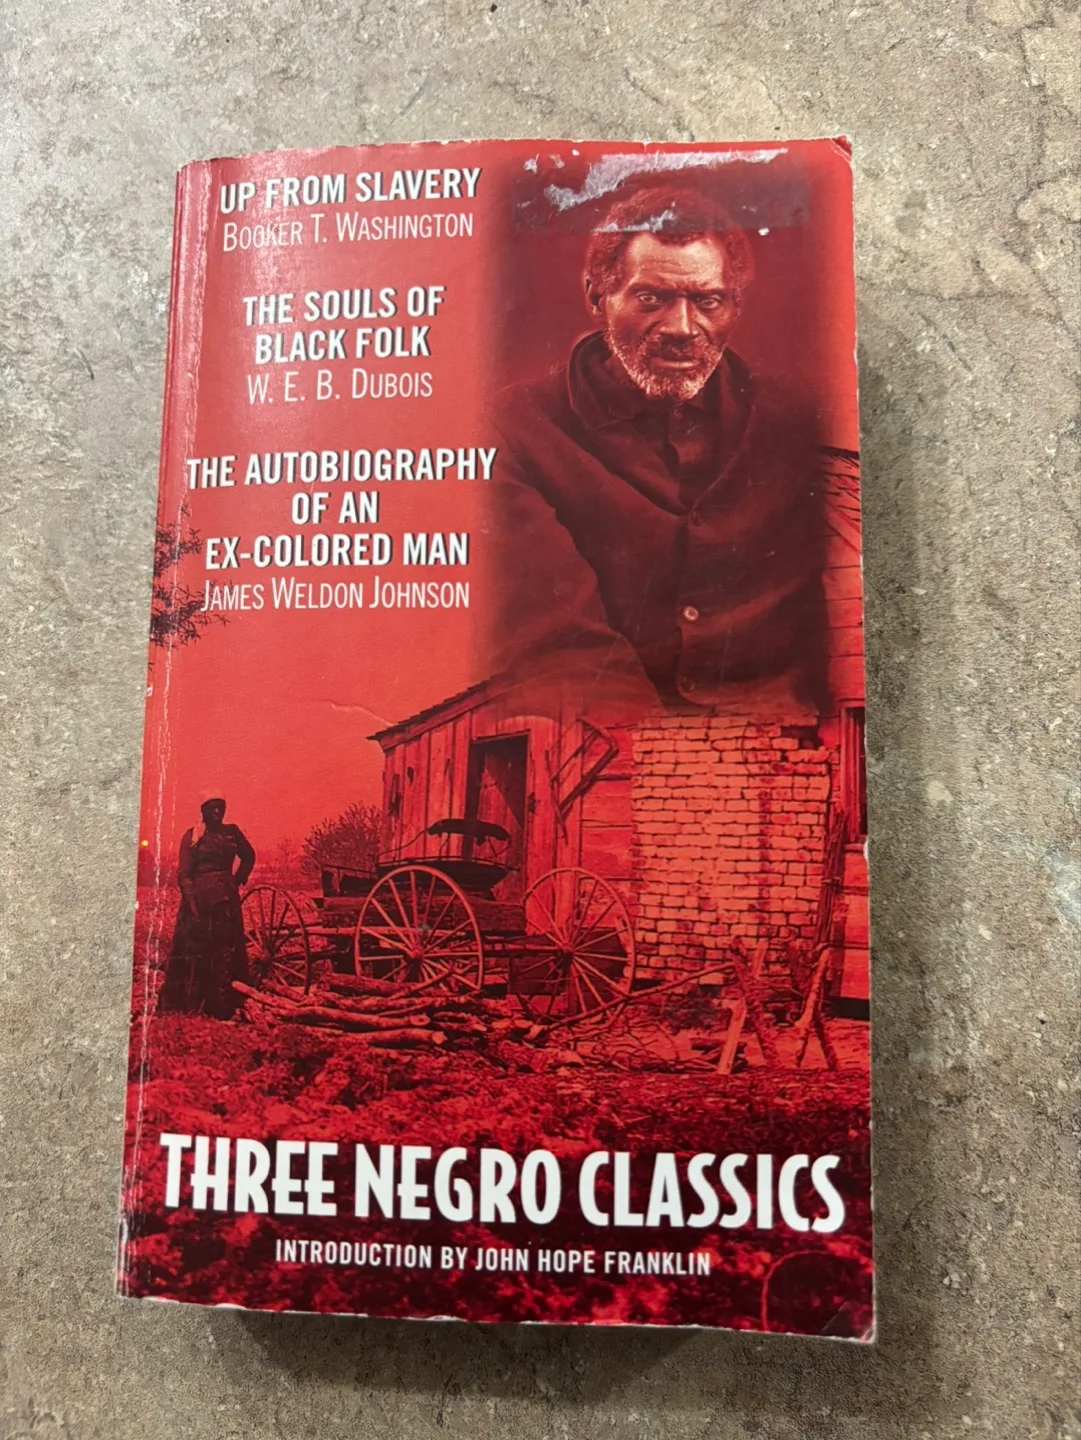 UP FROM SLAVERY
BOOKER T. WASHINGTON
THE SOULS OF
BLACK FOLK
W. E. B. DUBOIS
THE AUTOBIOGRAPHY
OF AN
EX-COLORED MAN
JAMES WELDON JOHNSON
THREE NEGRO CLASSICS
INTRODUCTION BY JOHN HOPE FRANKLIN